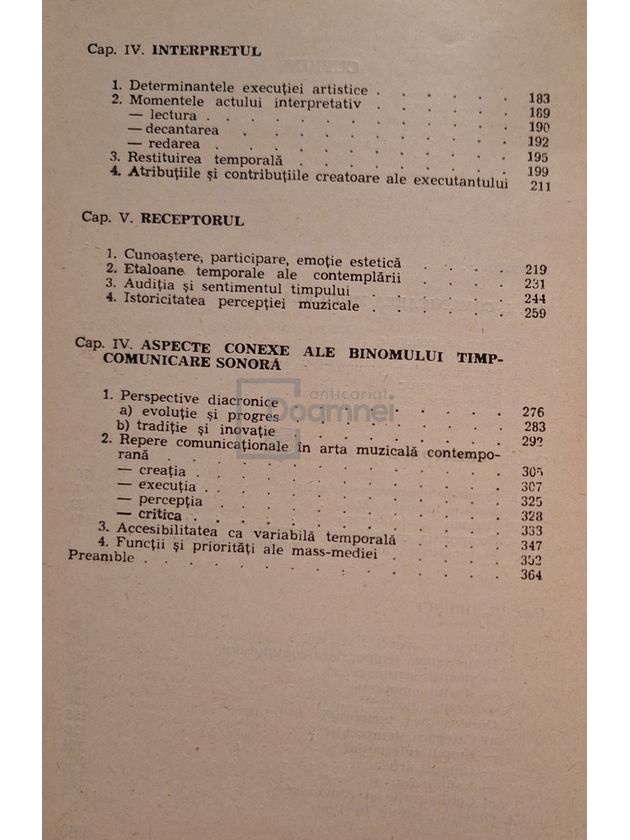 Cap. IV. INTERPRETUL
1. Determinantele execuției artistice . . . . . . 183
2. Momentele actului interpretativ . . . . . . 189
— lectura . . . . . . . . . . 190
— decantarea . . . . . . . . . 192
— redarea . . . . . . . . . . 195
3. Restituirea temporală . . . . . . . . 199
4. Atribuțiile și contribuțiile creatoare ale executantului 211
Cap. V. RECEPTORUL
1. Cunoaștere, participare, emoție estetică . . . . 219
2. Etaloane temporale ale contemplării . . . . 231
3. Audiția și sentimentul timpului . . . . . 244
4. Istoricitatea percepției muzicale . . . . . 259
Cap. IV. ASPECTE CONEXE ALE BINOMULUI TIMP-
COMUNICARE SONORĂ
anticariat
Doamnei
1. Perspective diacronice
a) evoluție și progres . . . . . . . 276
b) tradiție și inovație . . . . . . . 283
2. Repere comunicaționale în arta muzicală contempo- 292
rană . . . . . . . . . . .
— creația . . . . . . . . . . 305
— execuția . . . . . . . . . . 307
— percepția . . . . . . . . . 325
— critica . . . . . . . . . . 328
3. Accesibilitatea ca variabilă temporală . . . . 333
4. Funcții și priorități ale mass-mediei . . . . 347
Preamble . . . . . . . . . . . 352
364